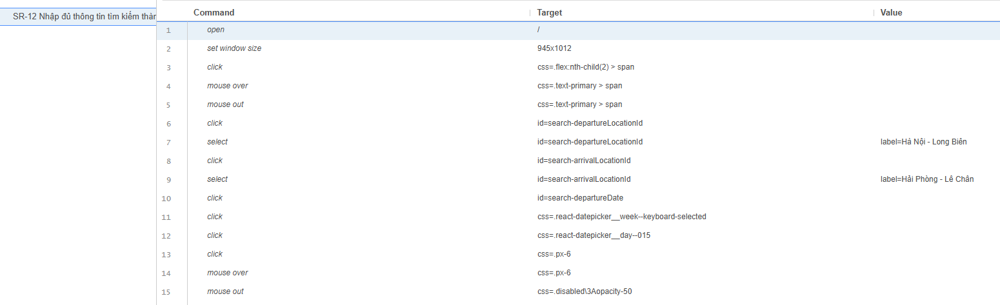 SR-12 Nhập đủ thông tin tìm kiếm thàn
Command Target Value
1 open /
2 set window size 945x1012
3 click css=.flex:nth-child(2) > span
4 mouse over css=.text-primary > span
5 mouse out css=.text-primary > span
6 click id=search-departureLocationId
7 select id=search-departureLocationId label=Hà Nội - Long Biên
8 click id=search-arrivalLocationId
9 select id=search-arrivalLocationId label=Hải Phòng - Lê Chân
10 click id=search-departureDate
11 click css=.react-datepicker__week--keyboard-selected
12 click css=.react-datepicker__day--015
13 click css=.px-6
14 mouse over css=.px-6
15 mouse out css=.disabled\3Aopacity-50